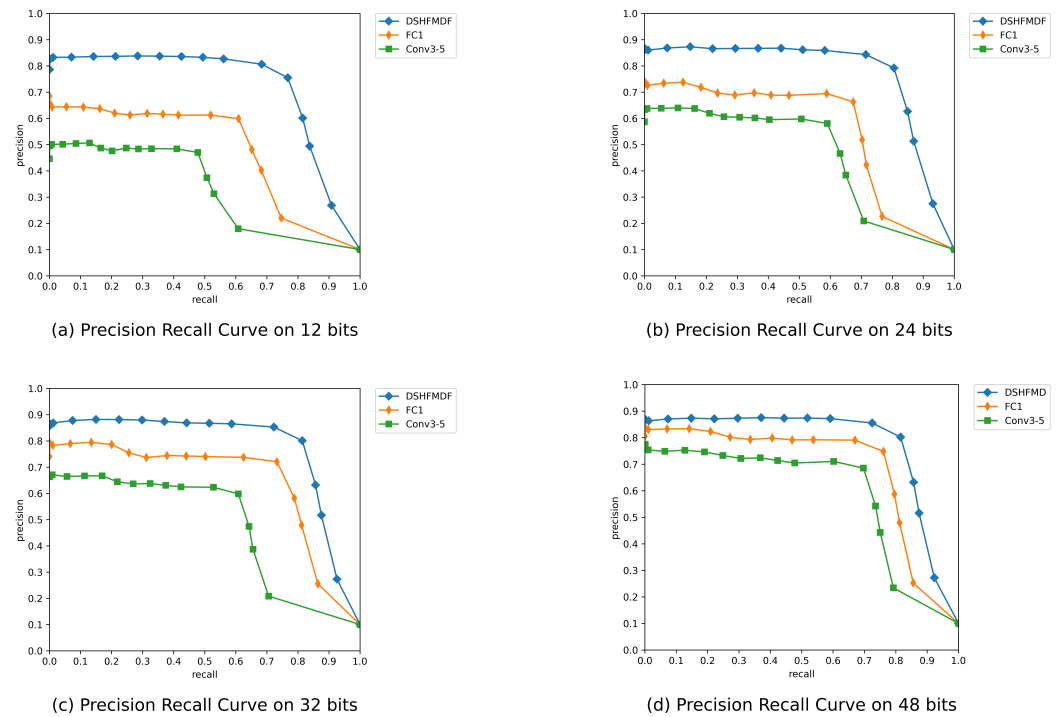 DSHFMDF
FC1
Conv3-5
precision
1.0
0.9
0.8
0.7
0.6
0.5
0.4
0.3
0.2
0.1
0.0
0.0 0.1 0.2 0.3 0.4 0.5 0.6 0.7 0.8 0.9 1.0
recall
(a) Precision Recall Curve on 12 bits
DSHFMDF
FC1
Conv3-5
precision
1.0
0.9
0.8
0.7
0.6
0.5
0.4
0.3
0.2
0.1
0.0
0.0 0.1 0.2 0.3 0.4 0.5 0.6 0.7 0.8 0.9 1.0
recall
(b) Precision Recall Curve on 24 bits
DSHFMDF
FC1
Conv3-5
precision
1.0
0.9
0.8
0.7
0.6
0.5
0.4
0.3
0.2
0.1
0.0
0.0 0.1 0.2 0.3 0.4 0.5 0.6 0.7 0.8 0.9 1.0
recall
(c) Precision Recall Curve on 32 bits
DSHFMD
FC1
Conv3-5
precision
1.0
0.9
0.8
0.7
0.6
0.5
0.4
0.3
0.2
0.1
0.0
0.0 0.1 0.2 0.3 0.4 0.5 0.6 0.7 0.8 0.9 1.0
recall
(d) Precision Recall Curve on 48 bits